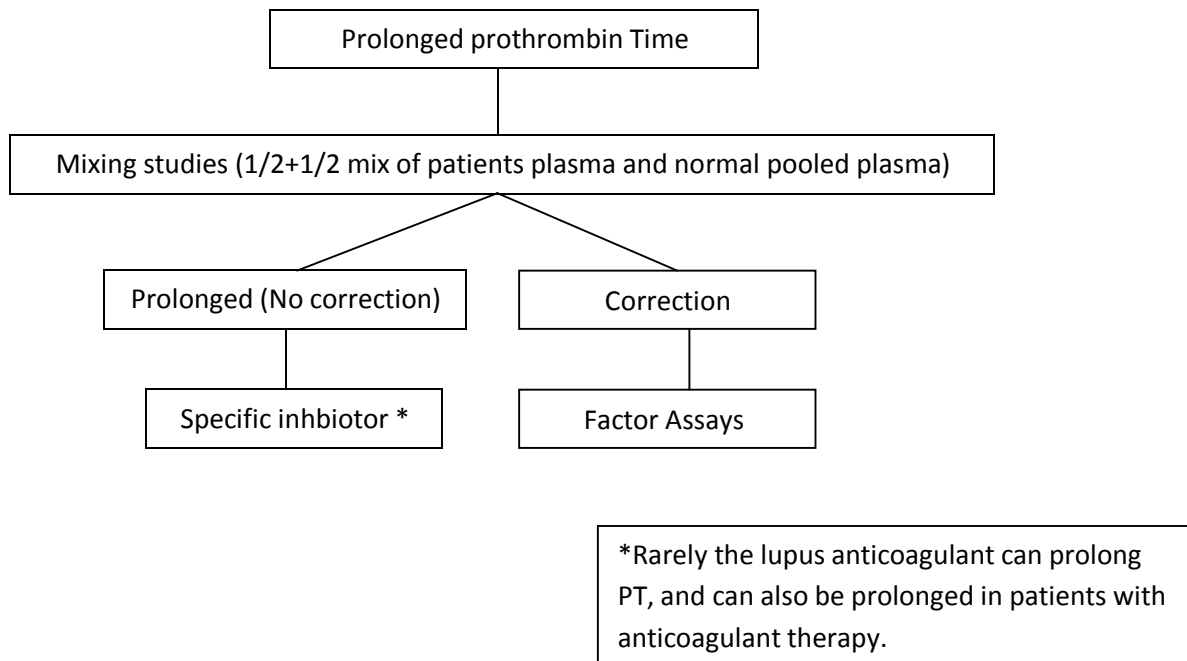 Prolonged prothrombin Time
Mixing studies (1/2+1/2 mix of patients plasma and normal pooled plasma)
Prolonged (No correction)
Correction
Specific inhbiotor *
Factor Assays
*Rarely the lupus anticoagulant can prolong
PT, and can also be prolonged in patients with
anticoagulant therapy.